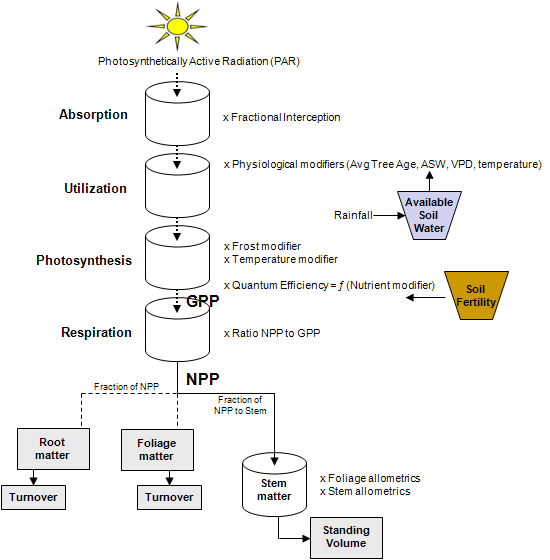 Photosynthetically Active Radiation (PAR)
Absorption
x Fractional Interception
x Physiological modifiers (Avg Tree Age, ASW, VPD, temperature)
Utilization
Available
Soil
Water
Rainfall
x Frost modifier
x Temperature modifier
Photosynthesis
x Quantum Efficiency = ƒ (Nutrient modifier)
Soil
Fertility
GPP
Respiration
x Ratio NPP to GPP
NPP
Fraction of NPP
Fraction of
NPP to Stem
Root
matter
Foliage
matter
Turnover
Turnover
Stem
matter
x Foliage allometrics
x Stem allometrics
Standing
Volume